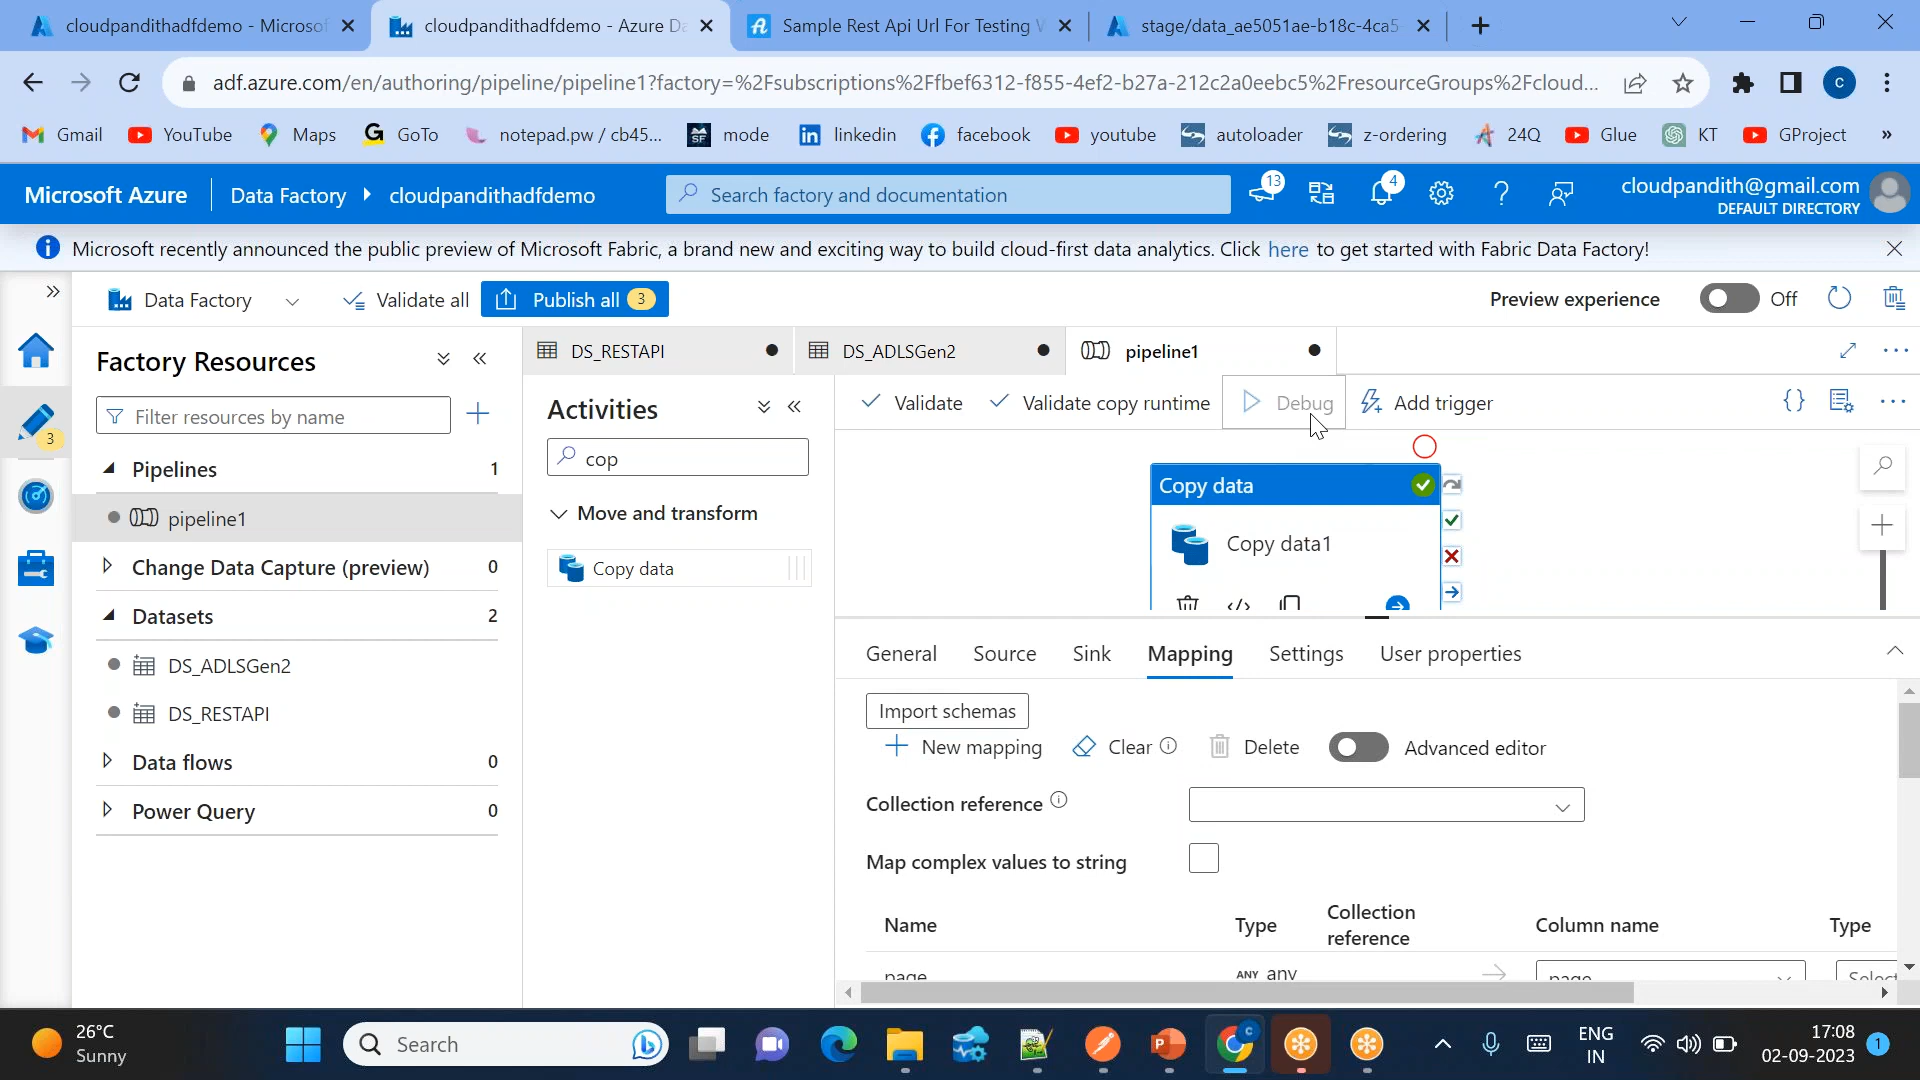 cloudpandithadfdemo - Microsof
cloudpandithadfdemo - Azure Da
Sample Rest Api Url For Testing W
stage/data_ae5051ae-b18c-4ca5-
adf.azure.com/en/authoring/pipeline/pipeline1?factory=%2Fsubscriptions%2Ffbef6312-f855-4ef2-b27a-212c2a0eebc5%2FresourceGroups%2Fcloud...
c
Gmail
YouTube
Maps
GoTo
notepad.pw / cb45...
mode
linkedin
facebook
youtube
autoloader
z-ordering
24Q
Glue
KT
GProject
»
Microsoft Azure
Data Factory
cloudpandithadfdemo
Search factory and documentation
13
4
cloudpandith@gmail.com
DEFAULT DIRECTORY
Microsoft recently announced the public preview of Microsoft Fabric, a brand new and exciting way to build cloud-first data analytics. Click here to get started with Fabric Data Factory!
Data Factory
Validate all
Publish all 3
Preview experience
Off
Factory Resources
3
Filter resources by name
Pipelines 1
pipeline1
Change Data Capture (preview) 0
Datasets 2
DS_ADLSGen2
DS_RESTAPI
Data flows 0
Power Query 0
DS_RESTAPI
DS_ADLSGen2
pipeline1
Activities
cop
Move and transform
Copy data
Validate
Validate copy runtime
Debug
Add trigger
Copy data
Copy data1
General
Source
Sink
Mapping
Settings
User properties
Import schemas
New mapping
Clear
Delete
Advanced editor
Collection reference
Map complex values to string
Name
Type
Collection
reference
Column name
Type
page
ANY any
page
Select
26°C
Sunny
Search
C
ENG
IN
17:08
02-09-2023
1